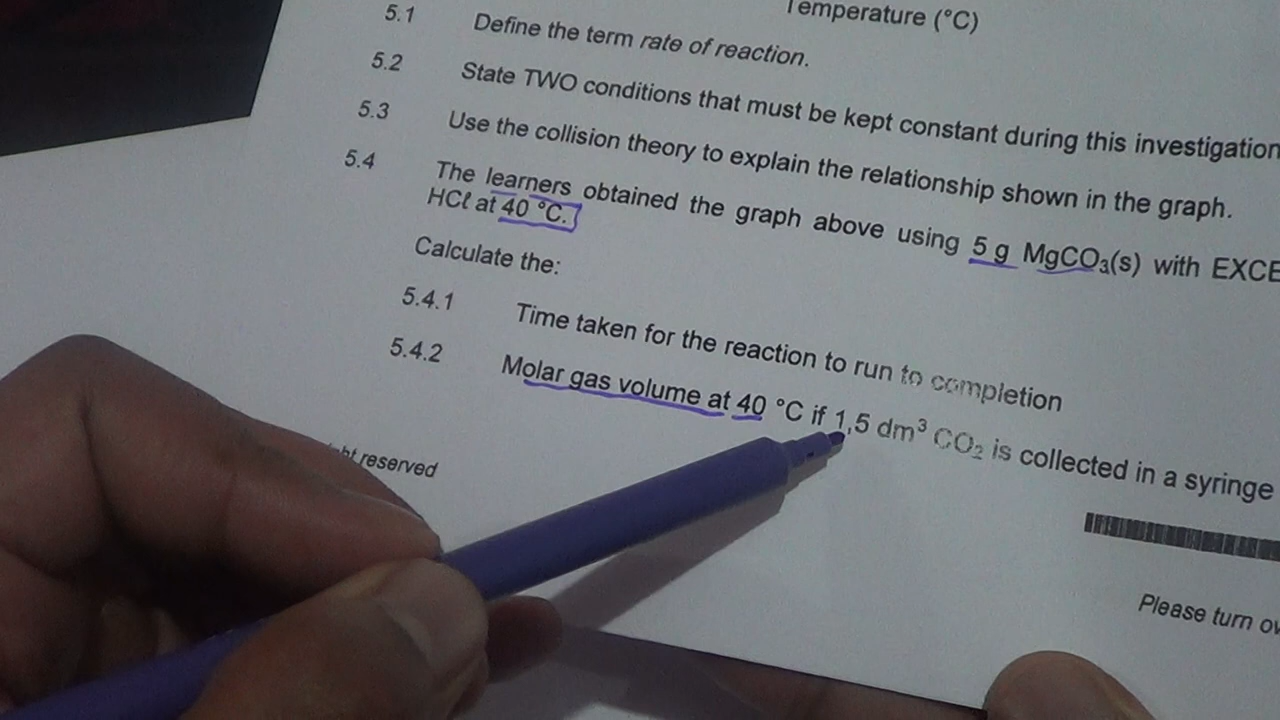 Temperature (°C)
5.1 Define the term rate of reaction.
5.2 State TWO conditions that must be kept constant during this investigation
5.3 Use the collision theory to explain the relationship shown in the graph.
5.4 The learners obtained the graph above using 5 g MgCO₃(s) with EXCE
HCℓ at 40 °C.
Calculate the:
5.4.1 Time taken for the reaction to run to completion
5.4.2 Molar gas volume at 40 °C if 1,5 dm³ CO₂ is collected in a syringe
ht reserved
Please turn ov